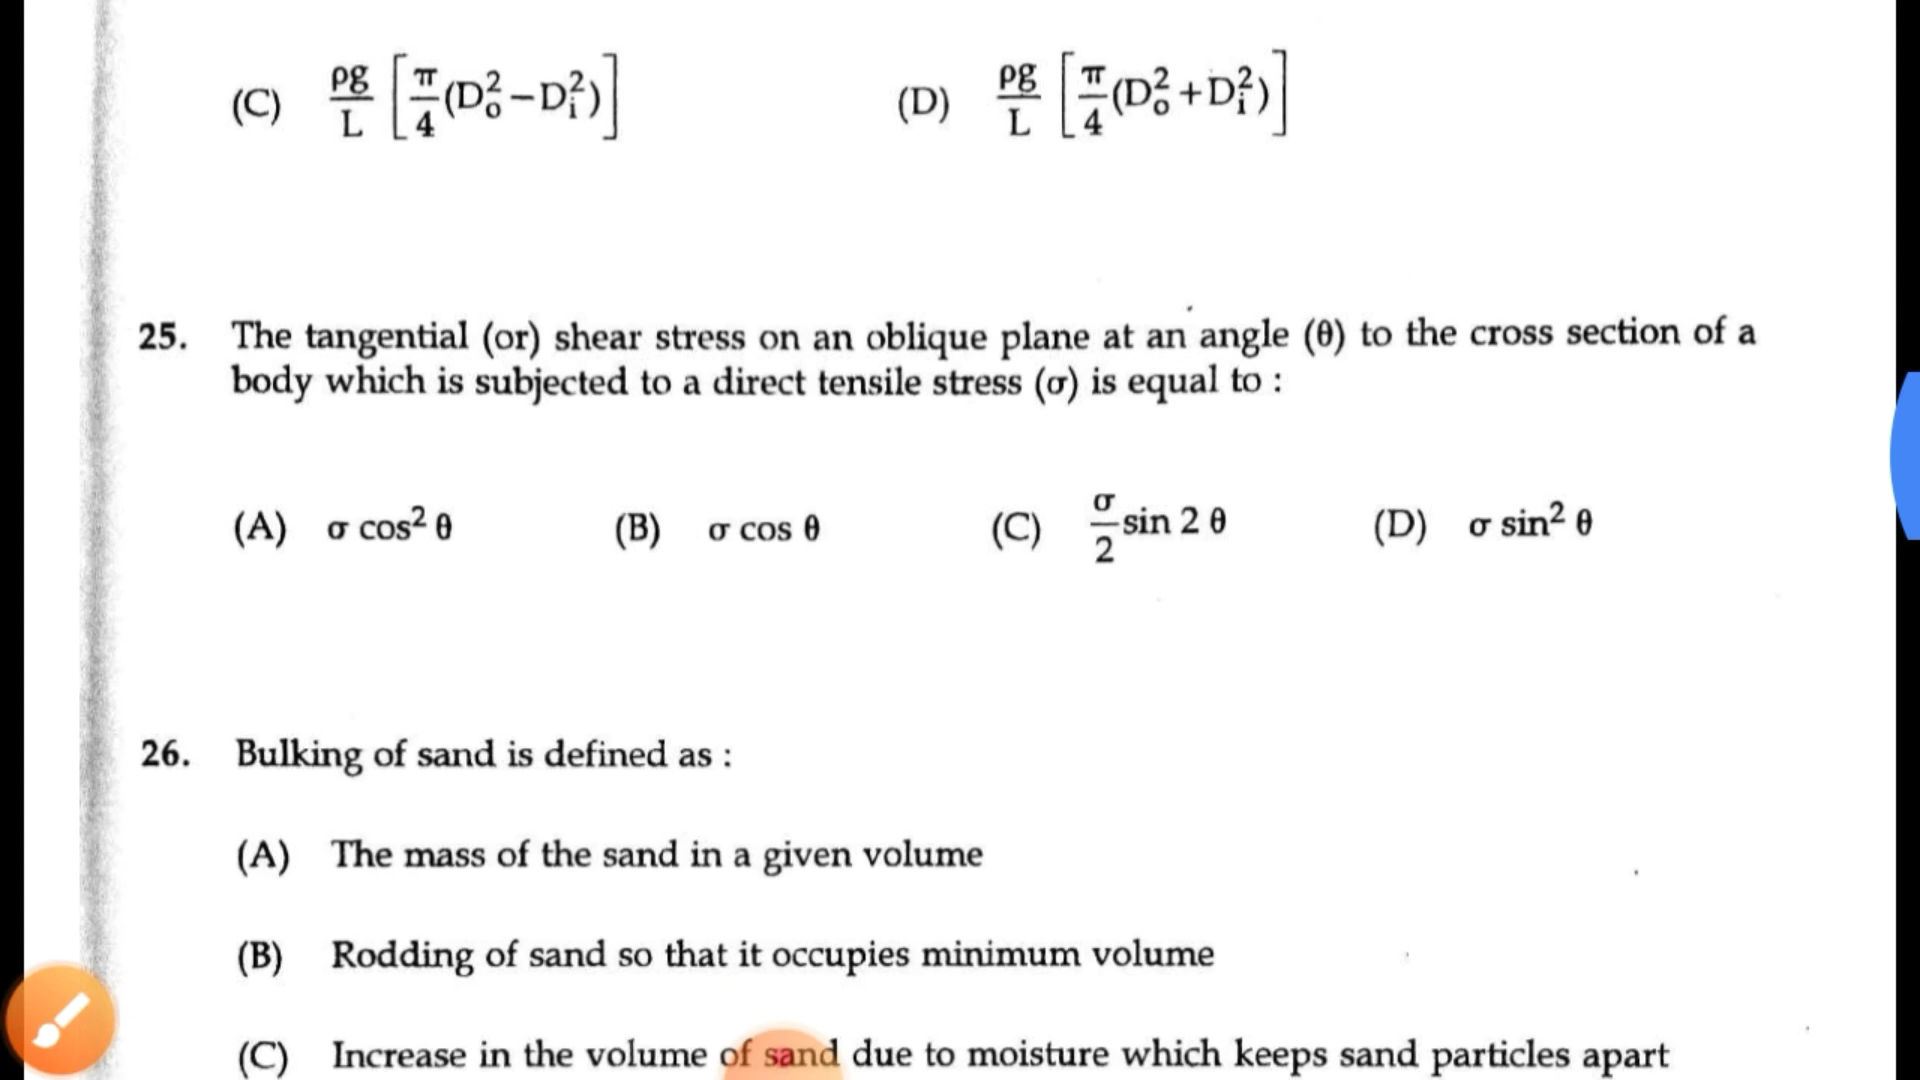 (C) ρg/L [π/4 (D₀² − Dᵢ²)] (D) ρg/L [π/4 (D₀² + Dᵢ²)]
25. The tangential (or) shear stress on an oblique plane at an angle (θ) to the cross section of a
body which is subjected to a direct tensile stress (σ) is equal to :
(A) σ cos² θ (B) σ cos θ (C) σ/2 sin 2 θ (D) σ sin² θ
26. Bulking of sand is defined as :
(A) The mass of the sand in a given volume
(B) Rodding of sand so that it occupies minimum volume
(C) Increase in the volume of sand due to moisture which keeps sand particles apart